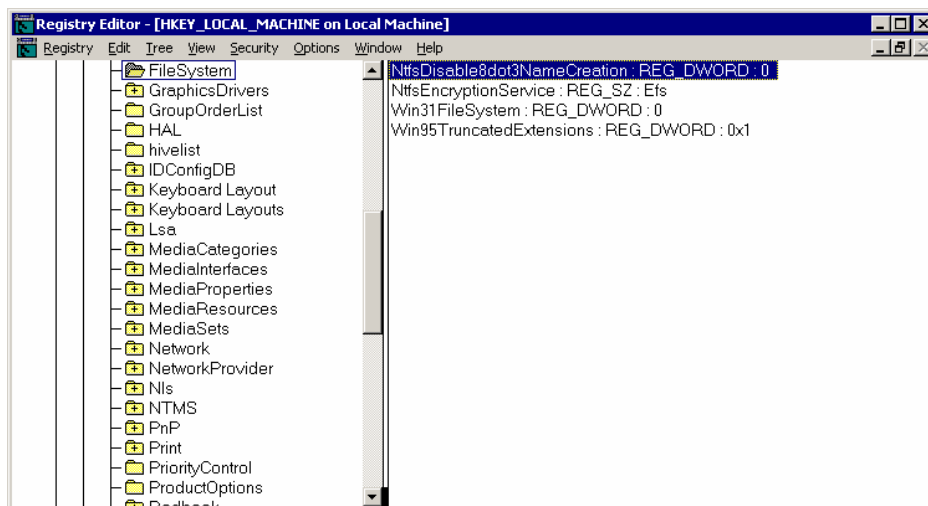 Registry Editor - [HKEY_LOCAL_MACHINE on Local Machine]
Registry Edit Tree View Security Options Window Help
FileSystem
GraphicsDrivers
GroupOrderList
HAL
hivelist
IDConfigDB
Keyboard Layout
Keyboard Layouts
Lsa
MediaCategories
MediaInterfaces
MediaProperties
MediaResources
MediaSets
Network
NetworkProvider
Nls
NTMS
PnP
Print
PriorityControl
ProductOptions
NtfsDisable8dot3NameCreation : REG_DWORD : 0
NtfsEncryptionService : REG_SZ : Efs
Win31FileSystem : REG_DWORD : 0
Win95TruncatedExtensions : REG_DWORD : 0x1